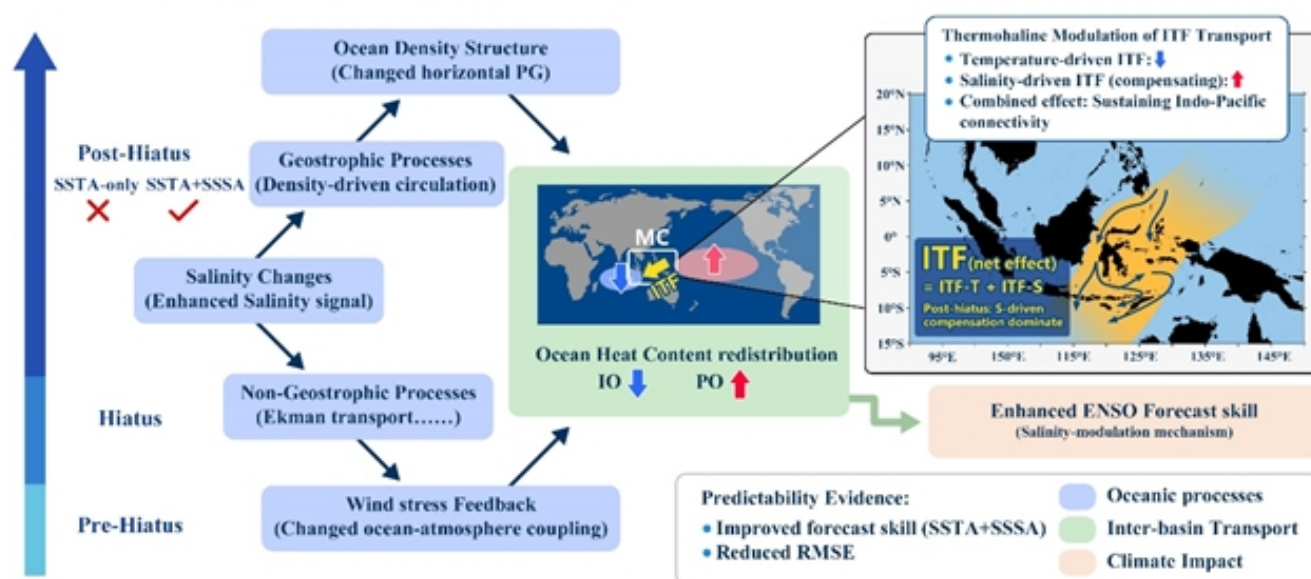 Ocean Density Structure
(Changed horizontal PG)
Post-Hiatus
SSTA-only SSTA+SSSA
Geostrophic Processes
(Density-driven circulation)
Salinity Changes
(Enhanced Salinity signal)
Non-Geostrophic Processes
(Ekman transport......)
Hiatus
Wind stress Feedback
(Changed ocean-atmosphere coupling)
Pre-Hiatus
MC
ITF
Ocean Heat Content redistribution
IO PO
Thermohaline Modulation of ITF Transport
• Temperature-driven ITF:
• Salinity-driven ITF (compensating):
• Combined effect: Sustaining Indo-Pacific
connectivity
20°N
15°N
10°N
5°N
0°
5°S
10°S
15°S
95°E 105°E 115°E 125°E 135°E 145°E
ITF(net effect)
= ITF-T + ITF-S
Post-hiatus: S-driven
compensation dominate
Enhanced ENSO Forecast skill
(Salinity-modulation mechanism)
Predictability Evidence:
• Improved forecast skill (SSTA+SSSA)
• Reduced RMSE
Oceanic processes
Inter-basin Transport
Climate Impact